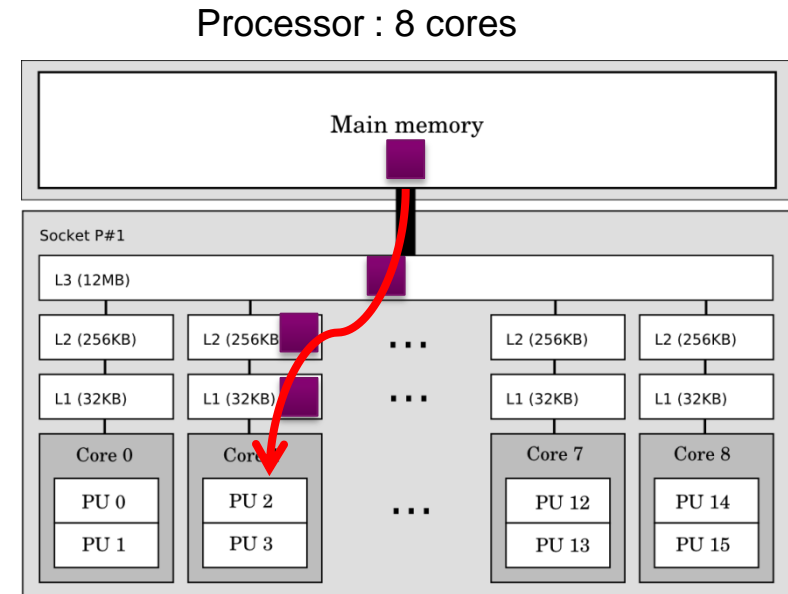 Processor : 8 cores
Main memory
Socket P#1
L3 (12MB)
L2 (256KB) L2 (256KB ... L2 (256KB) L2 (256KB)
L1 (32KB) L1 (32KB) ... L1 (32KB) L1 (32KB)
Core 0 Core Core 7 Core 8
PU 0 PU 2 ... PU 12 PU 14
PU 1 PU 3 PU 13 PU 15